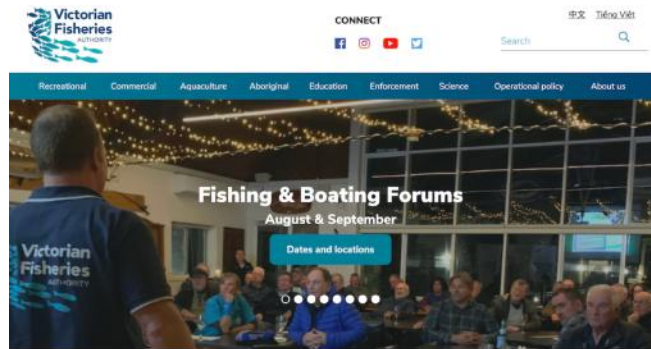 Victorian
Fisheries
AUTHORITY
CONNECT
中文 Tiếng Việt
Search
Recreational Commercial Aquaculture Aboriginal Education Enforcement Science Operational policy About us
Fishing & Boating Forums
August & September
Dates and locations
Victorian
Fisheries
AUTHORITY